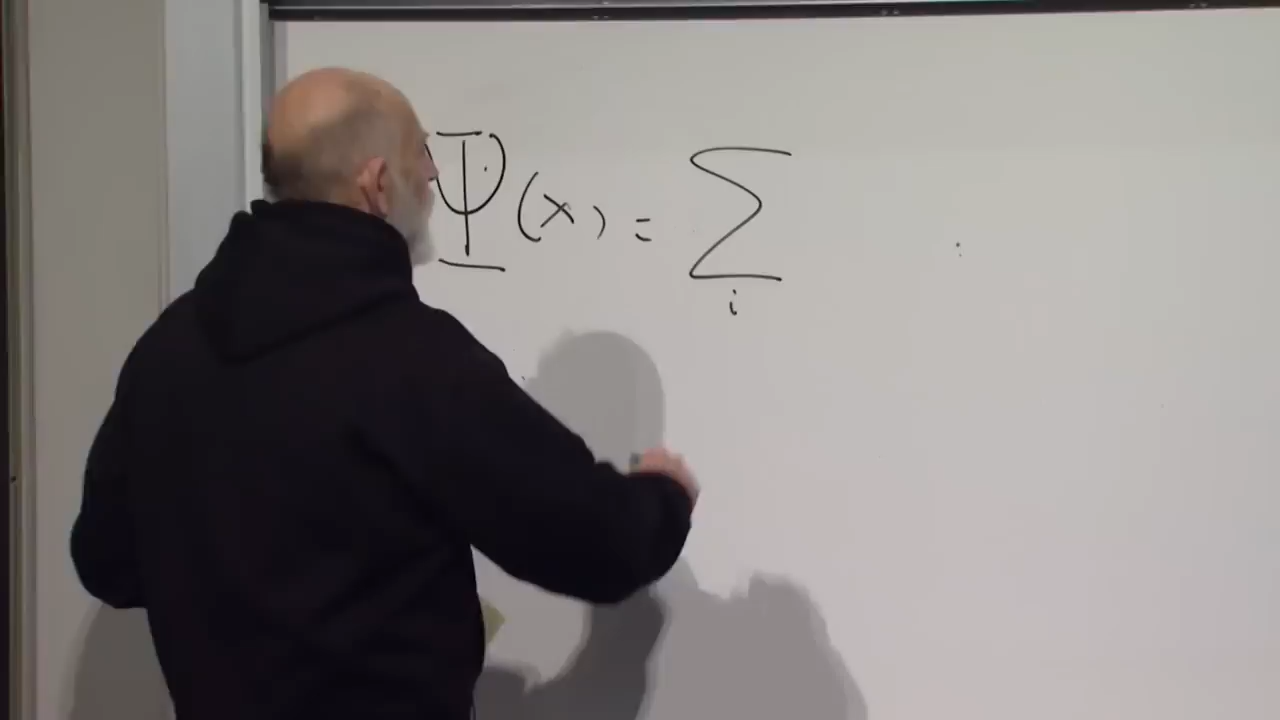 Ψ(x) = Σ
i